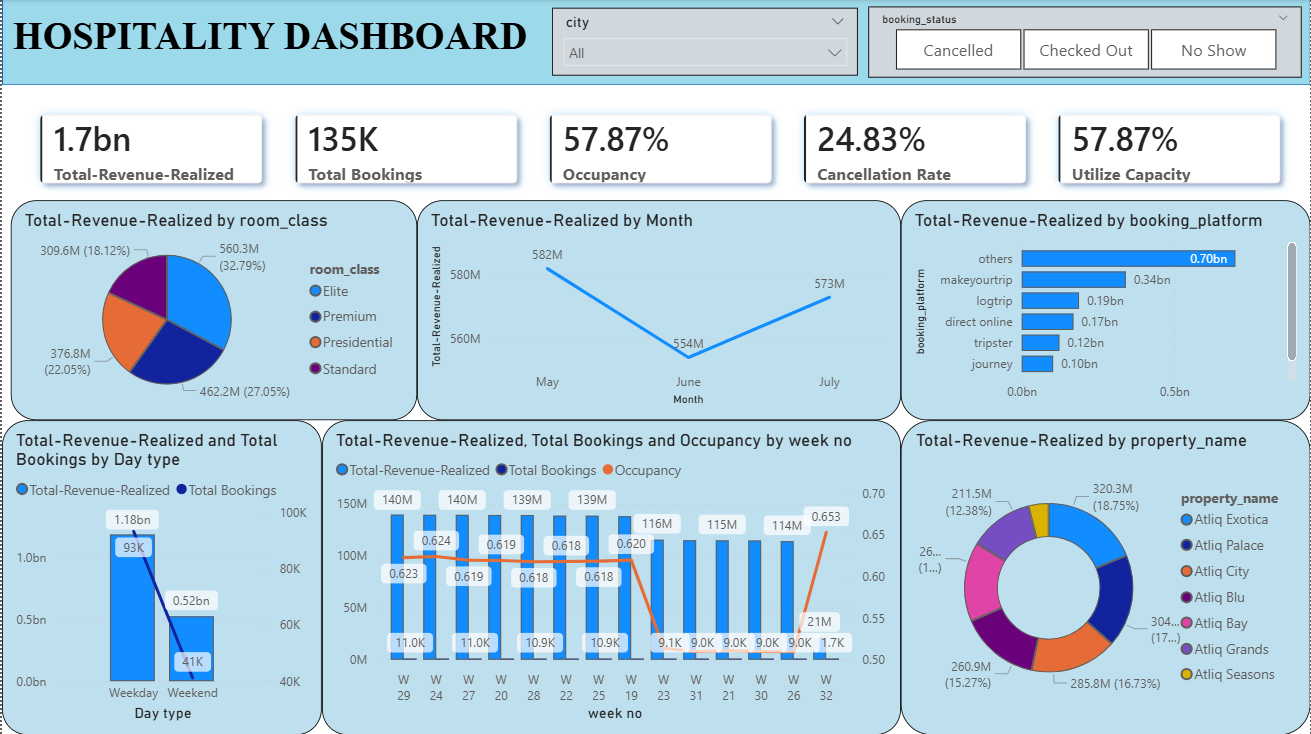 HOSPITALITY DASHBOARD
city
All
booking_status
Cancelled
Checked Out
No Show
1.7bn
Total-Revenue-Realized
135K
Total Bookings
57.87%
Occupancy
24.83%
Cancellation Rate
57.87%
Utilize Capacity
Total-Revenue-Realized by room_class
309.6M (18.12%)
560.3M
(32.79%)
376.8M
(22.05%)
462.2M (27.05%)
room_class
Elite
Premium
Presidential
Standard
Total-Revenue-Realized by Month
Total-Revenue-Realized
580M
560M
582M
554M
573M
May
June
July
Month
Total-Revenue-Realized by booking_platform
booking_platform
others
0.70bn
makeyourtrip
0.34bn
logtrip
0.19bn
direct online
0.17bn
tripster
0.12bn
journey
0.10bn
0.0bn
0.5bn
Total-Revenue-Realized and Total
Bookings by Day type
Total-Revenue-Realized
Total Bookings
1.0bn
0.5bn
0.0bn
1.18bn
93K
0.52bn
41K
100K
80K
60K
40K
Weekday
Weekend
Day type
Total-Revenue-Realized, Total Bookings and Occupancy by week no
Total-Revenue-Realized
Total Bookings
Occupancy
150M
100M
50M
0M
140M
140M
139M
139M
116M
115M
114M
21M
0.623
0.624
0.619
0.619
0.618
0.618
0.618
0.620
0.653
11.0K
11.0K
10.9K
10.9K
9.1K
9.0K
9.0K
9.0K
9.0K
1.7K
0.70
0.65
0.60
0.55
0.50
W
29
W
24
W
27
W
20
W
28
W
22
W
25
W
19
W
23
W
31
W
21
W
30
W
26
W
32
week no
Total-Revenue-Realized by property_name
211.5M
(12.38%)
320.3M
(18.75%)
26...
(1...)
304...
(17...)
260.9M
(15.27%)
285.8M (16.73%)
property_name
Atliq Exotica
Atliq Palace
Atliq City
Atliq Blu
Atliq Bay
Atliq Grands
Atliq Seasons